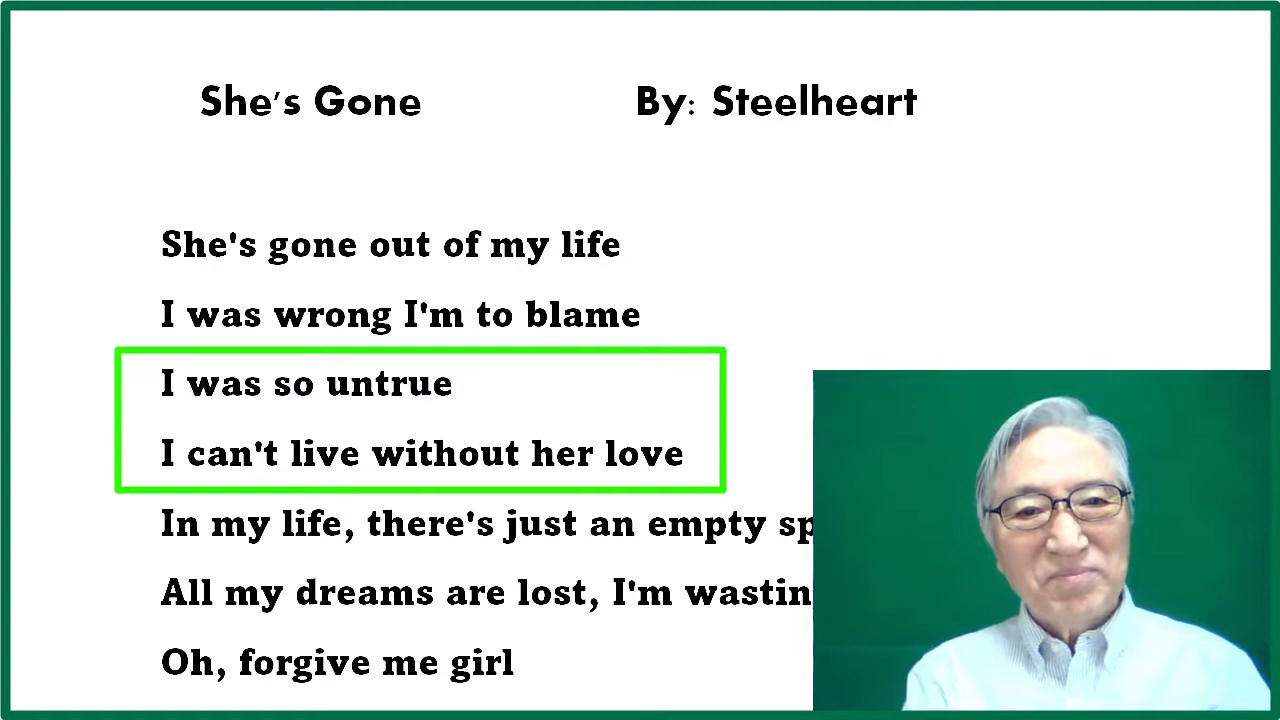 She's Gone By: Steelheart
She's gone out of my life
I was wrong I'm to blame
I was so untrue
I can't live without her love
In my life, there's just an empty
All my dreams are lost, I'm
Oh, forgive me girl